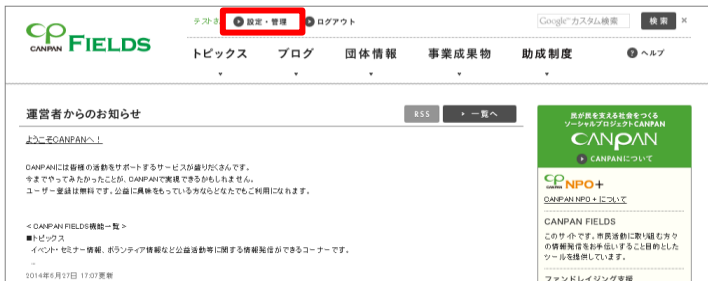 CANPAN FIELDS
テストさ
設定・管理
ログアウト
Google カスタム検索
検索
×
トピックス
ブログ
団体情報
事業成果物
助成制度
ヘルプ
運営者からのお知らせ
RSS
一覧へ
ようこそCANPANへ!
CANPANには皆様の活動をサポートするサービスが盛りだくさんです。
今までやってみたかったことが、CANPANで実現できるかもしれません。
ユーザー登録は無料です。公益に興味をもっている方ならどなたでもご利用になれます。
<CANPAN FIELDS機能一覧>
■トピックス
イベント・セミナー情報、ボランティア情報など公益活動等に関する情報発信ができるコーナーです。
…
2014年6月27日 17:07更新
民が民を支える社会をつくる
ソーシャルプロジェクトCANPAN
CANPAN
CANPANについて
CANPAN NPO+
CANPAN NPO+について
CANPAN FIELDS
このサイトです。市民活動に取り組む方々
の情報発信をお手伝いすること目的とした
ツールを提供しています。
ファンドレイジング支援